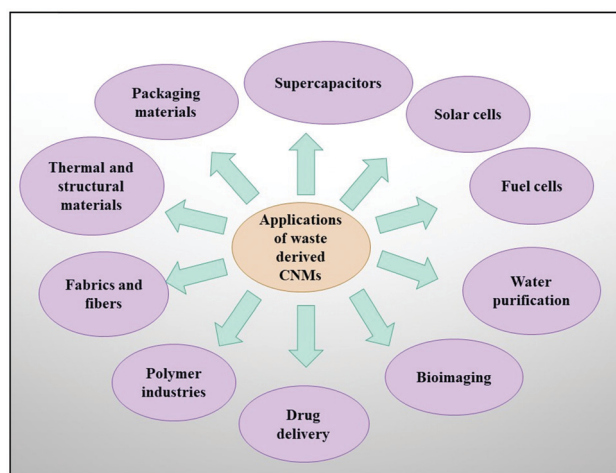 Supercapacitors
Packaging
materials
Solar cells
Thermal and
structural
materials
Fuel cells
Applications
of waste
derived
CNMs
Fabrics and
fibers
Water
purification
Polymer
industries
Bioimaging
Drug
delivery